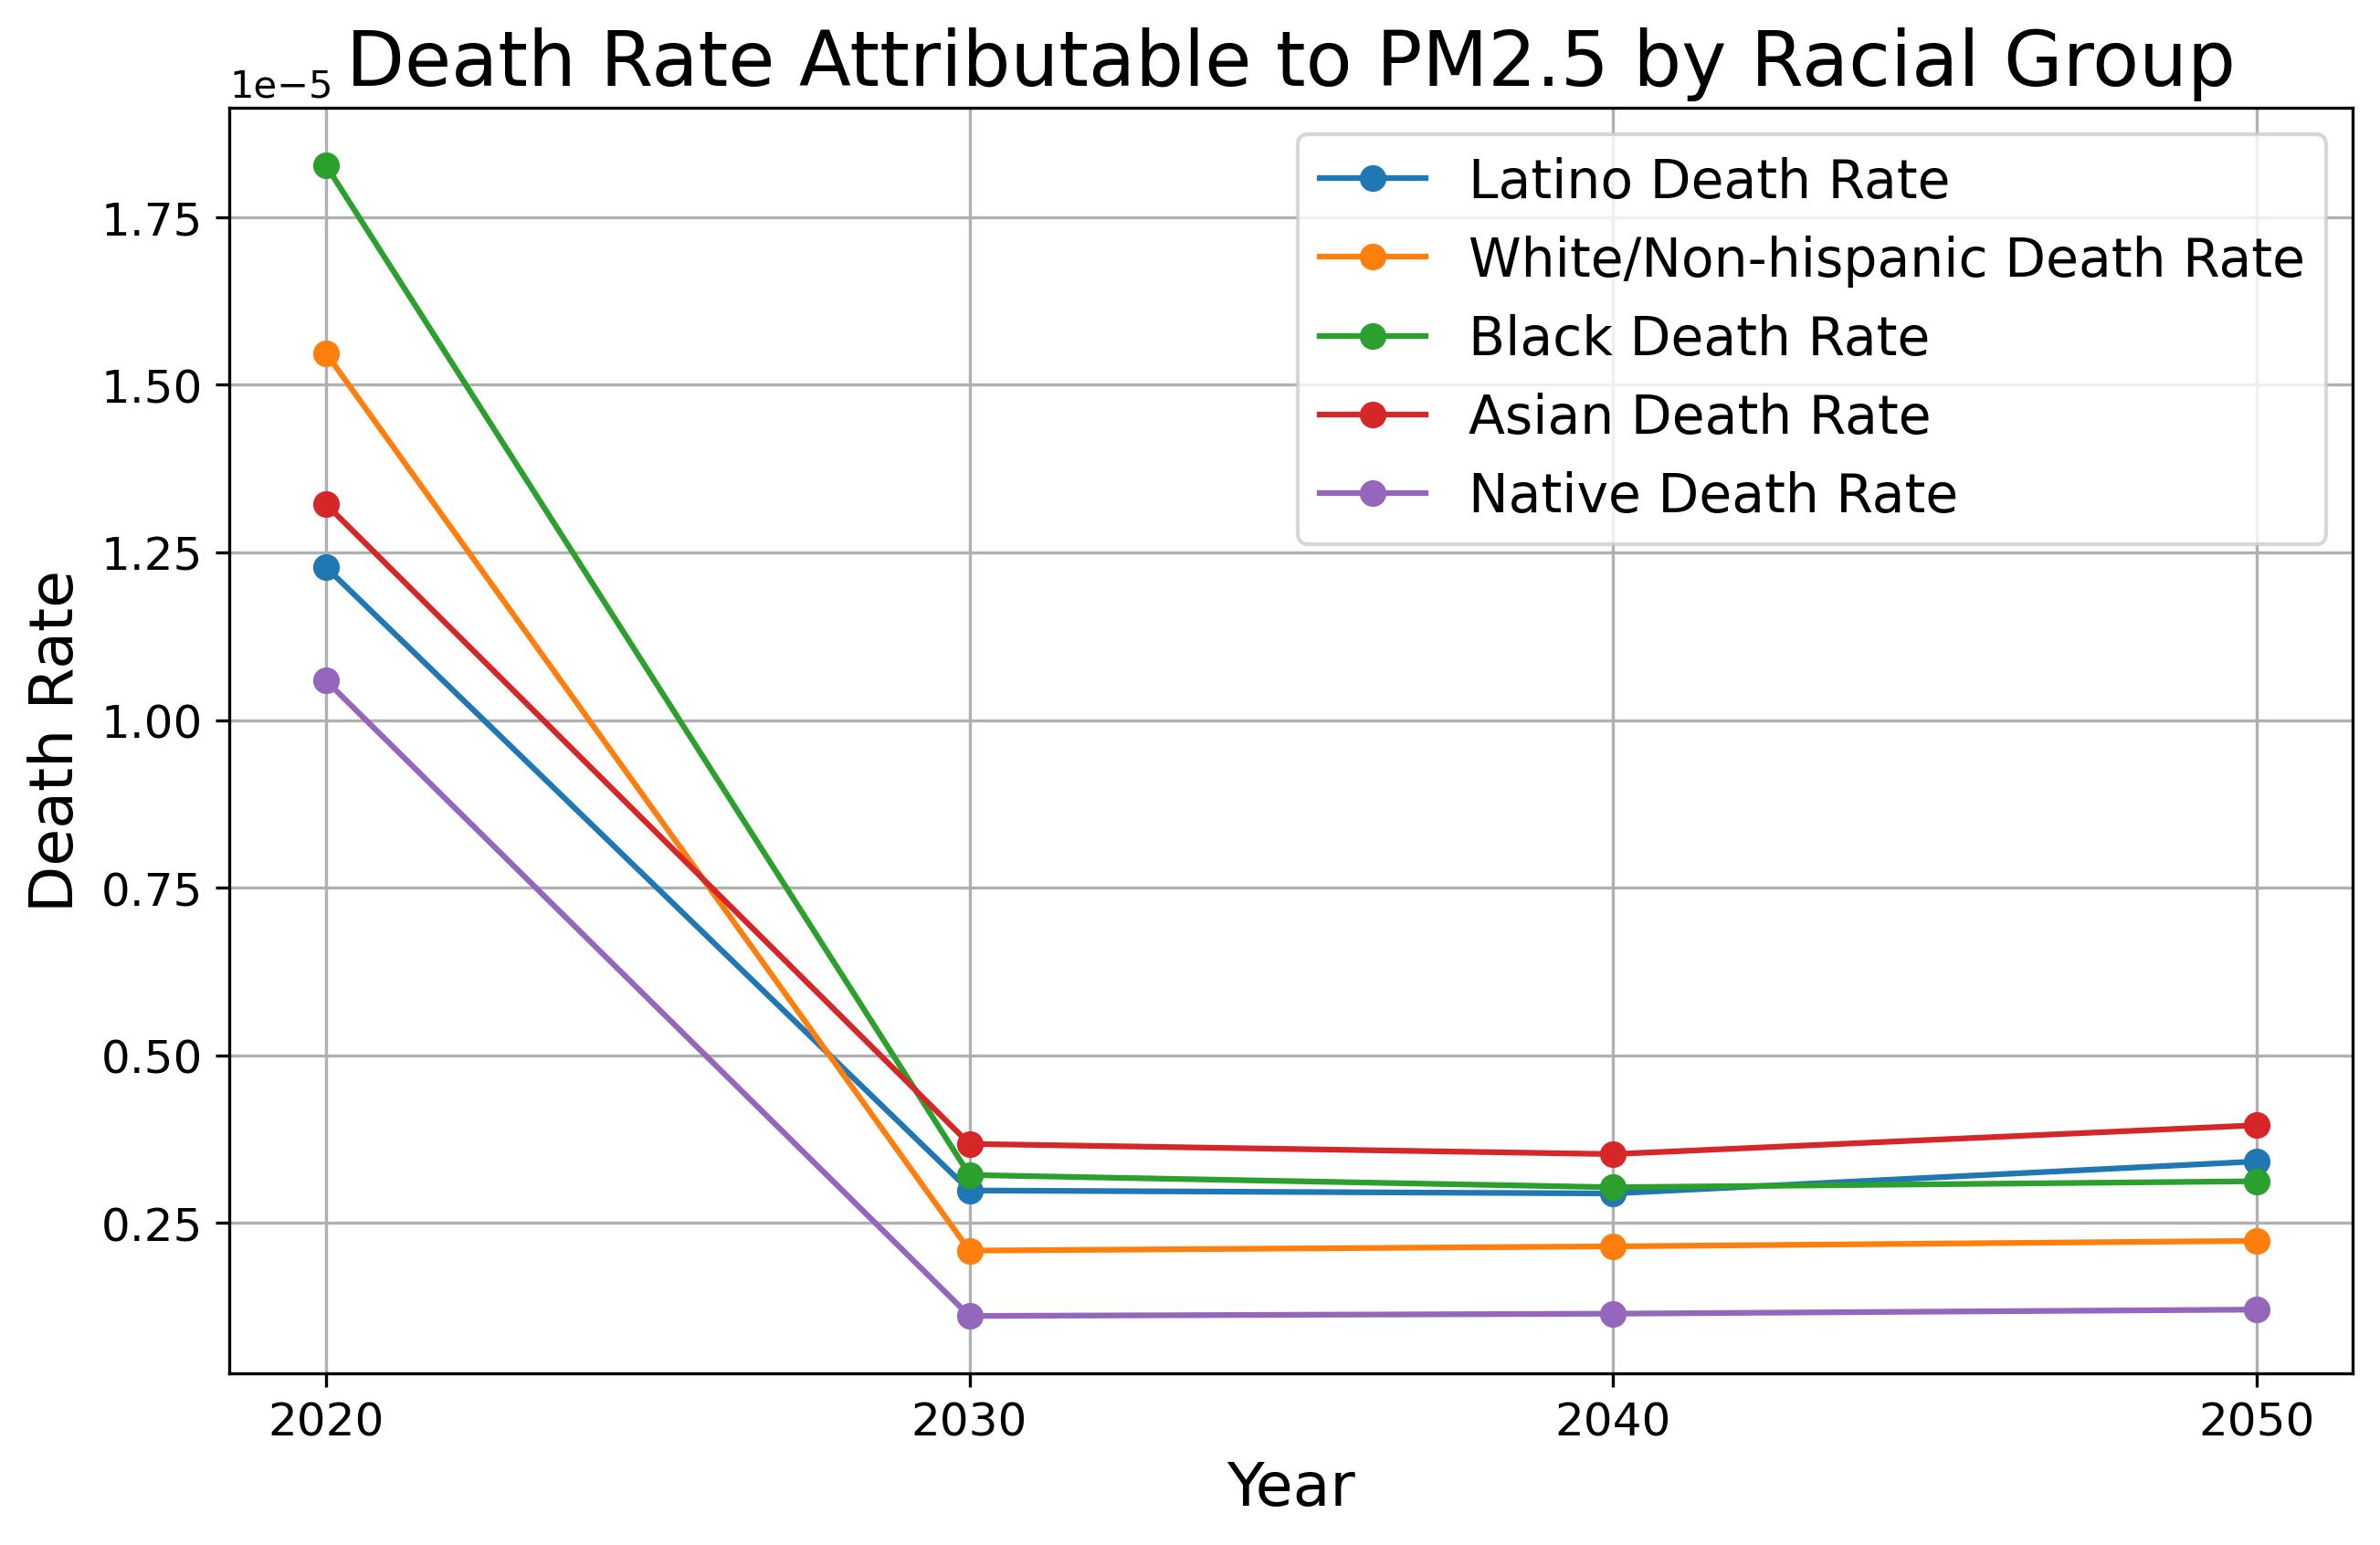 Death Rate Attributable to PM2.5 by Racial Group
1e−5
Latino Death Rate
White/Non-hispanic Death Rate
Black Death Rate
Asian Death Rate
Native Death Rate
1.75
1.50
1.25
1.00
0.75
0.50
0.25
Death Rate
2020 2030 2040 2050
Year